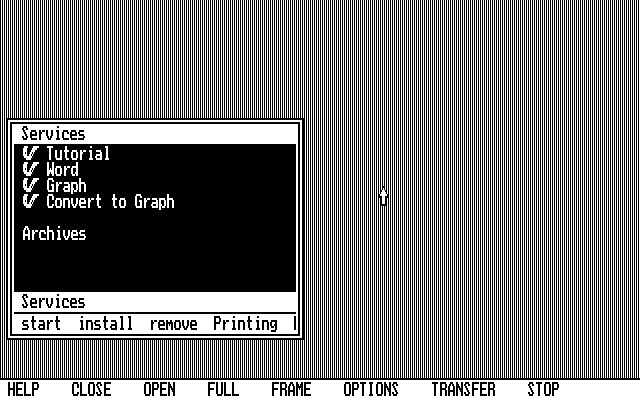 Services
Tutorial
Word
Graph
Convert to Graph
Archives
Services
start install remove Printing
HELP CLOSE OPEN FULL FRAME OPTIONS TRANSFER STOP